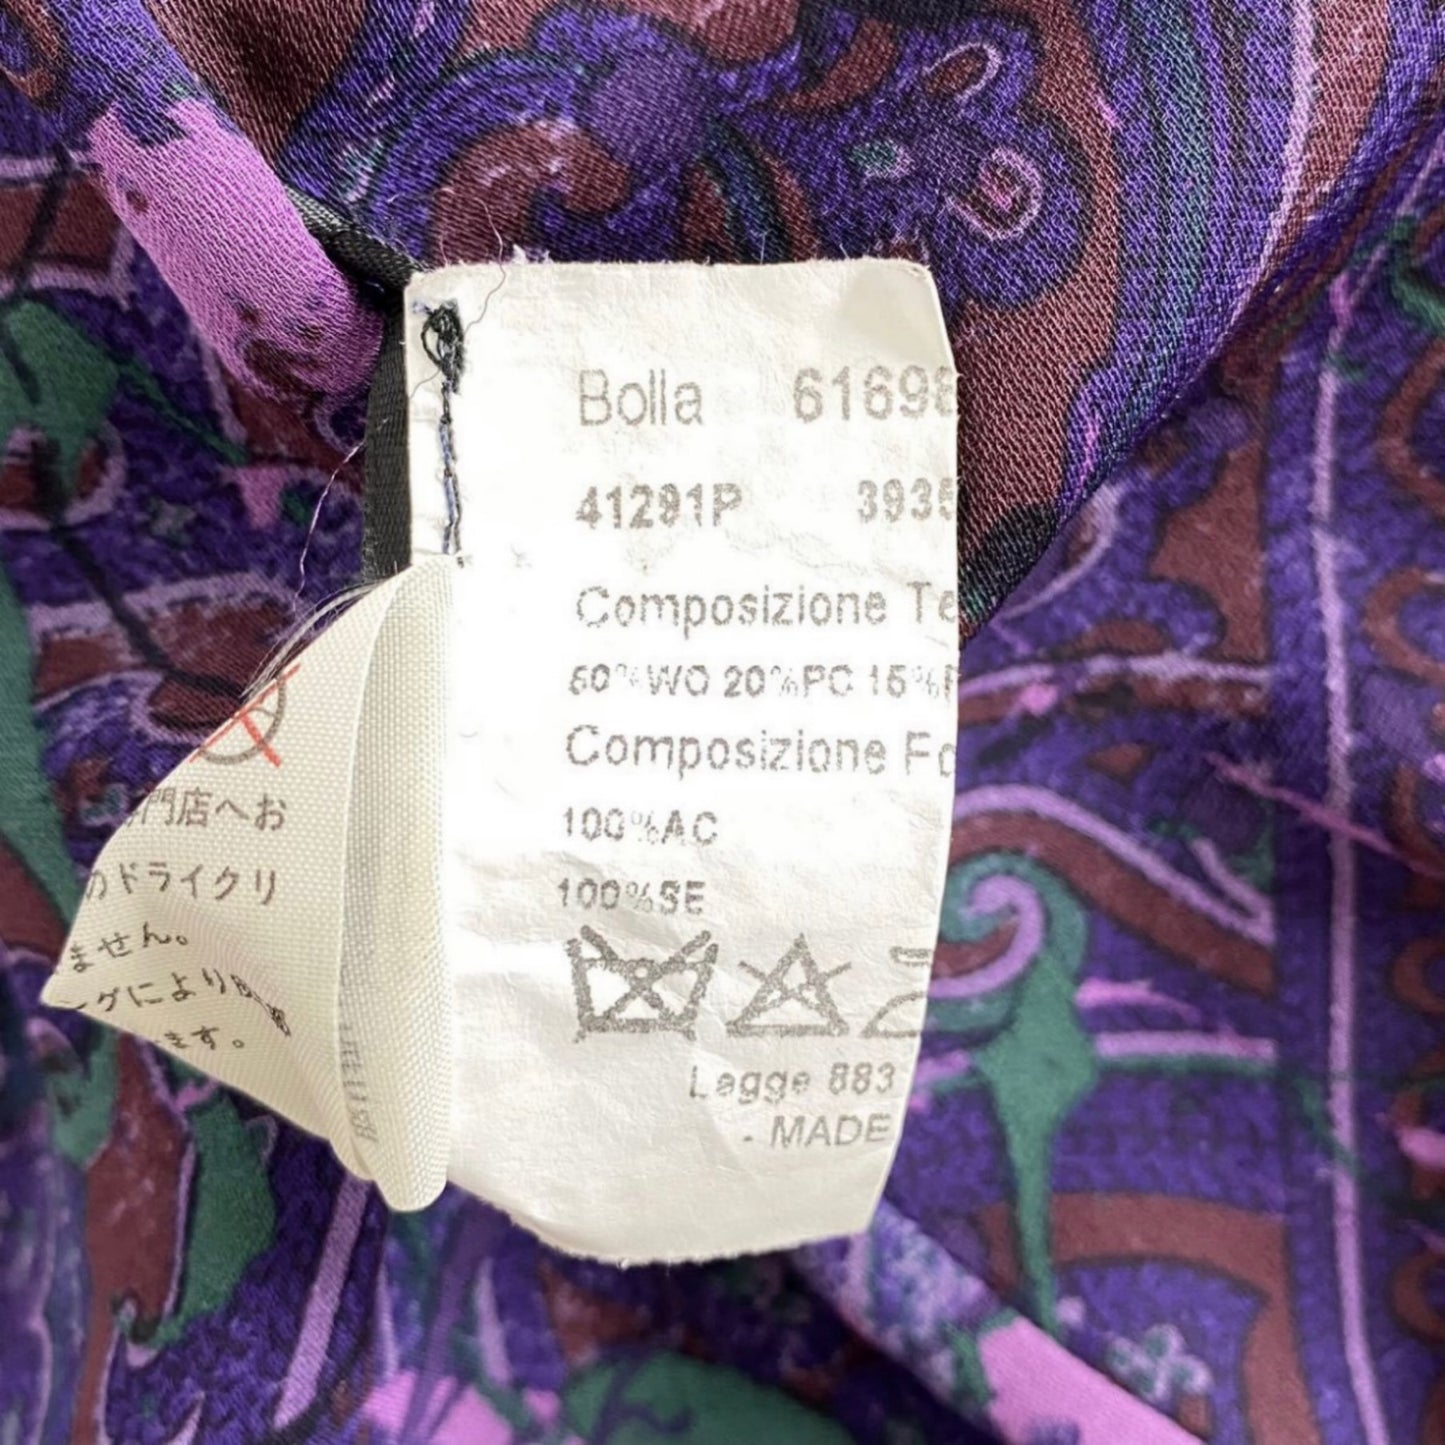 Bolla 61698
41291P 3935
Composizione Te
60%WO 20%PC 15%
Composizione Fo
100%AC
100%SE
Legge 883
- MADE
門店へお
のドライクリ
ません。
ングにより
ます。